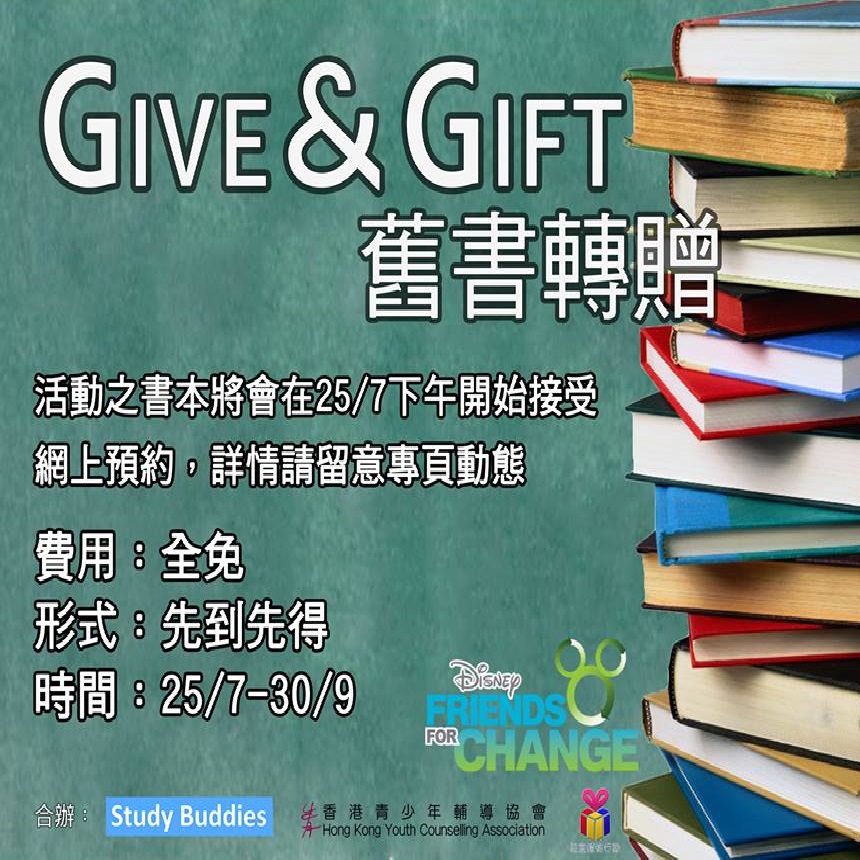 GIVE & GIFT
舊書轉贈
活動之書本將會在25/7下午開始接受
網上預約，詳情請留意專頁動態
費用：全免
形式：先到先得
時間：25/7-30/9
Disney
FRIENDS
FOR CHANGE
合辦： Study Buddies
香港青少年輔導協會
Hong Kong Youth Counselling Association